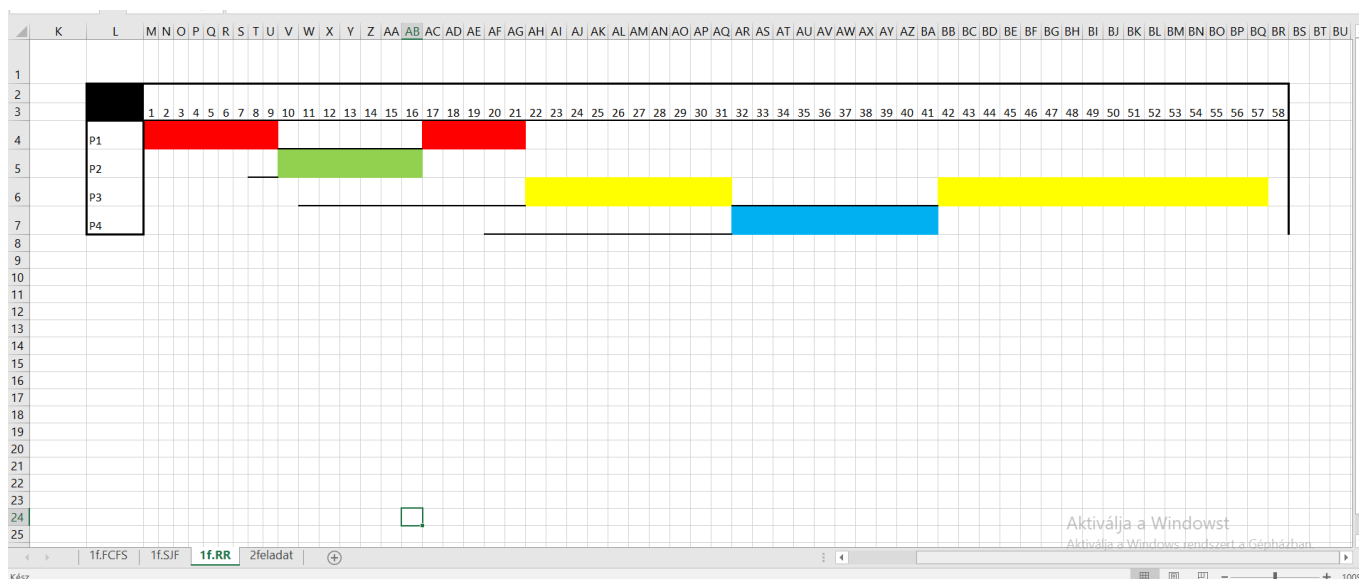 K L M N O P Q R S T U V W X Y Z AA AB AC AD AE AF AG AH AI AJ AK AL AM AN AO AP AQ AR AS AT AU AV AW AX AY AZ BA BB BC BD BE BF BG BH BI BJ BK BL BM BN BO BP BQ BR BS BT BU
1
2
3 1 2 3 4 5 6 7 8 9 10 11 12 13 14 15 16 17 18 19 20 21 22 23 24 25 26 27 28 29 30 31 32 33 34 35 36 37 38 39 40 41 42 43 44 45 46 47 48 49 50 51 52 53 54 55 56 57 58
4 P1
5 P2
6 P3
7 P4
8
9
10
11
12
13
14
15
16
17
18
19
20
21
22
23
24
25
Aktiválja a Windowst
Aktiválja a Windows rendszert a Gépházban.
1f.FCFS 1f.SJF 1f.RR 2feladat
Kész 100%